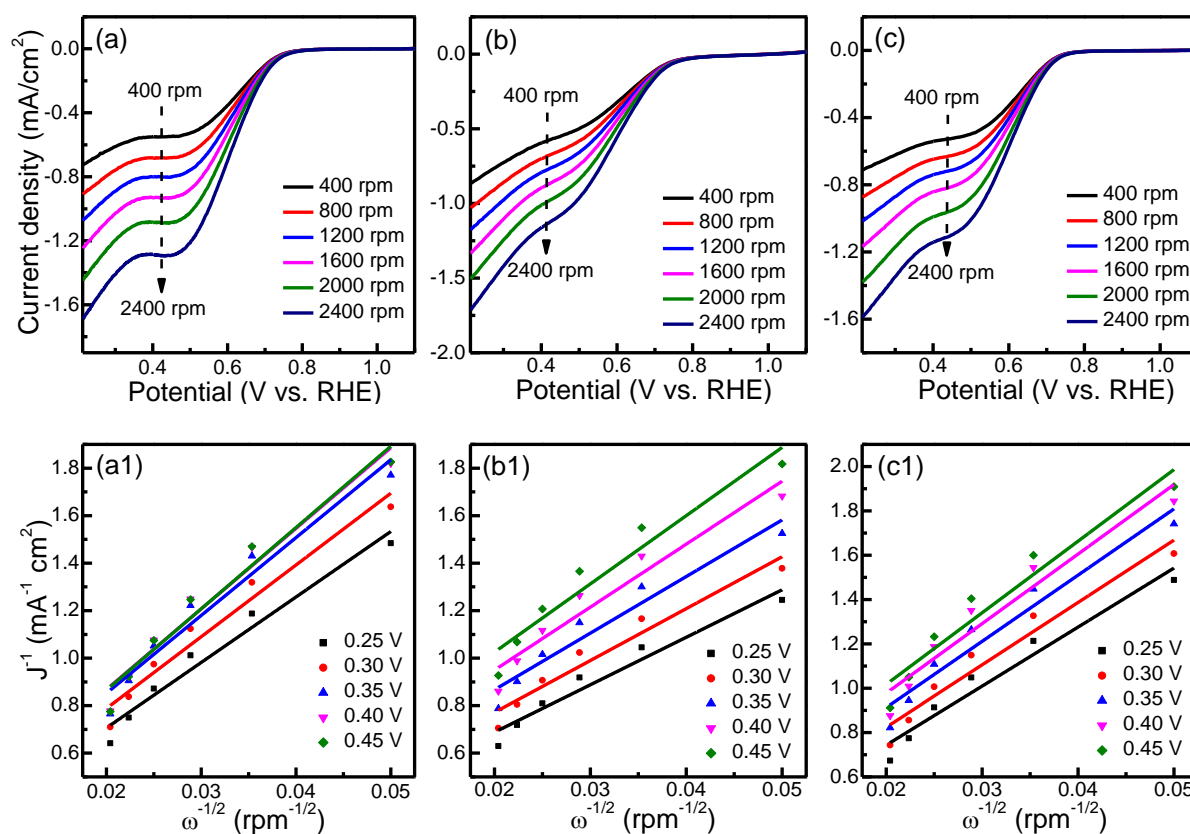 (a)
Current density (mA/cm²)
0.0
-0.4
-0.8
-1.2
-1.6
400 rpm
2400 rpm
400 rpm
800 rpm
1200 rpm
1600 rpm
2000 rpm
2400 rpm
0.4 0.6 0.8 1.0
Potential (V vs. RHE)
(b)
0.0
-0.5
-1.0
-1.5
-2.0
400 rpm
2400 rpm
400 rpm
800 rpm
1200 rpm
1600 rpm
2000 rpm
2400 rpm
0.4 0.6 0.8 1.0
Potential (V vs. RHE)
(c)
0.0
-0.4
-0.8
-1.2
-1.6
400 rpm
2400 rpm
400 rpm
800 rpm
1200 rpm
1600 rpm
2000 rpm
2400 rpm
0.4 0.6 0.8 1.0
Potential (V vs. RHE)
(a1)
J⁻¹ (mA⁻¹ cm²)
1.8
1.6
1.4
1.2
1.0
0.8
0.6
0.25 V
0.30 V
0.35 V
0.40 V
0.45 V
0.02 0.03 0.04 0.05
ω⁻¹/² (rpm⁻¹/²)
(b1)
1.8
1.6
1.4
1.2
1.0
0.8
0.6
0.25 V
0.30 V
0.35 V
0.40 V
0.45 V
0.02 0.03 0.04 0.05
ω⁻¹/² (rpm⁻¹/²)
(c1)
2.0
1.8
1.6
1.4
1.2
1.0
0.8
0.6
0.25 V
0.30 V
0.35 V
0.40 V
0.45 V
0.02 0.03 0.04 0.05
ω⁻¹/² (rpm⁻¹/²)